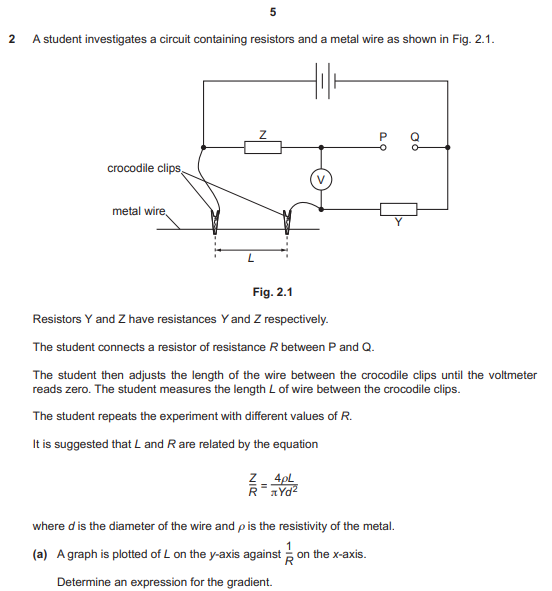 5
2 A student investigates a circuit containing resistors and a metal wire as shown in Fig. 2.1.
Z
P Q
crocodile clips
V
metal wire
Y
L
Fig. 2.1
Resistors Y and Z have resistances Y and Z respectively.
The student connects a resistor of resistance R between P and Q.
The student then adjusts the length of the wire between the crocodile clips until the voltmeter
reads zero. The student measures the length L of wire between the crocodile clips.
The student repeats the experiment with different values of R.
It is suggested that L and R are related by the equation
Z/R = 4ρL/πYd²
where d is the diameter of the wire and ρ is the resistivity of the metal.
(a) A graph is plotted of L on the y-axis against 1/R on the x-axis.
Determine an expression for the gradient.